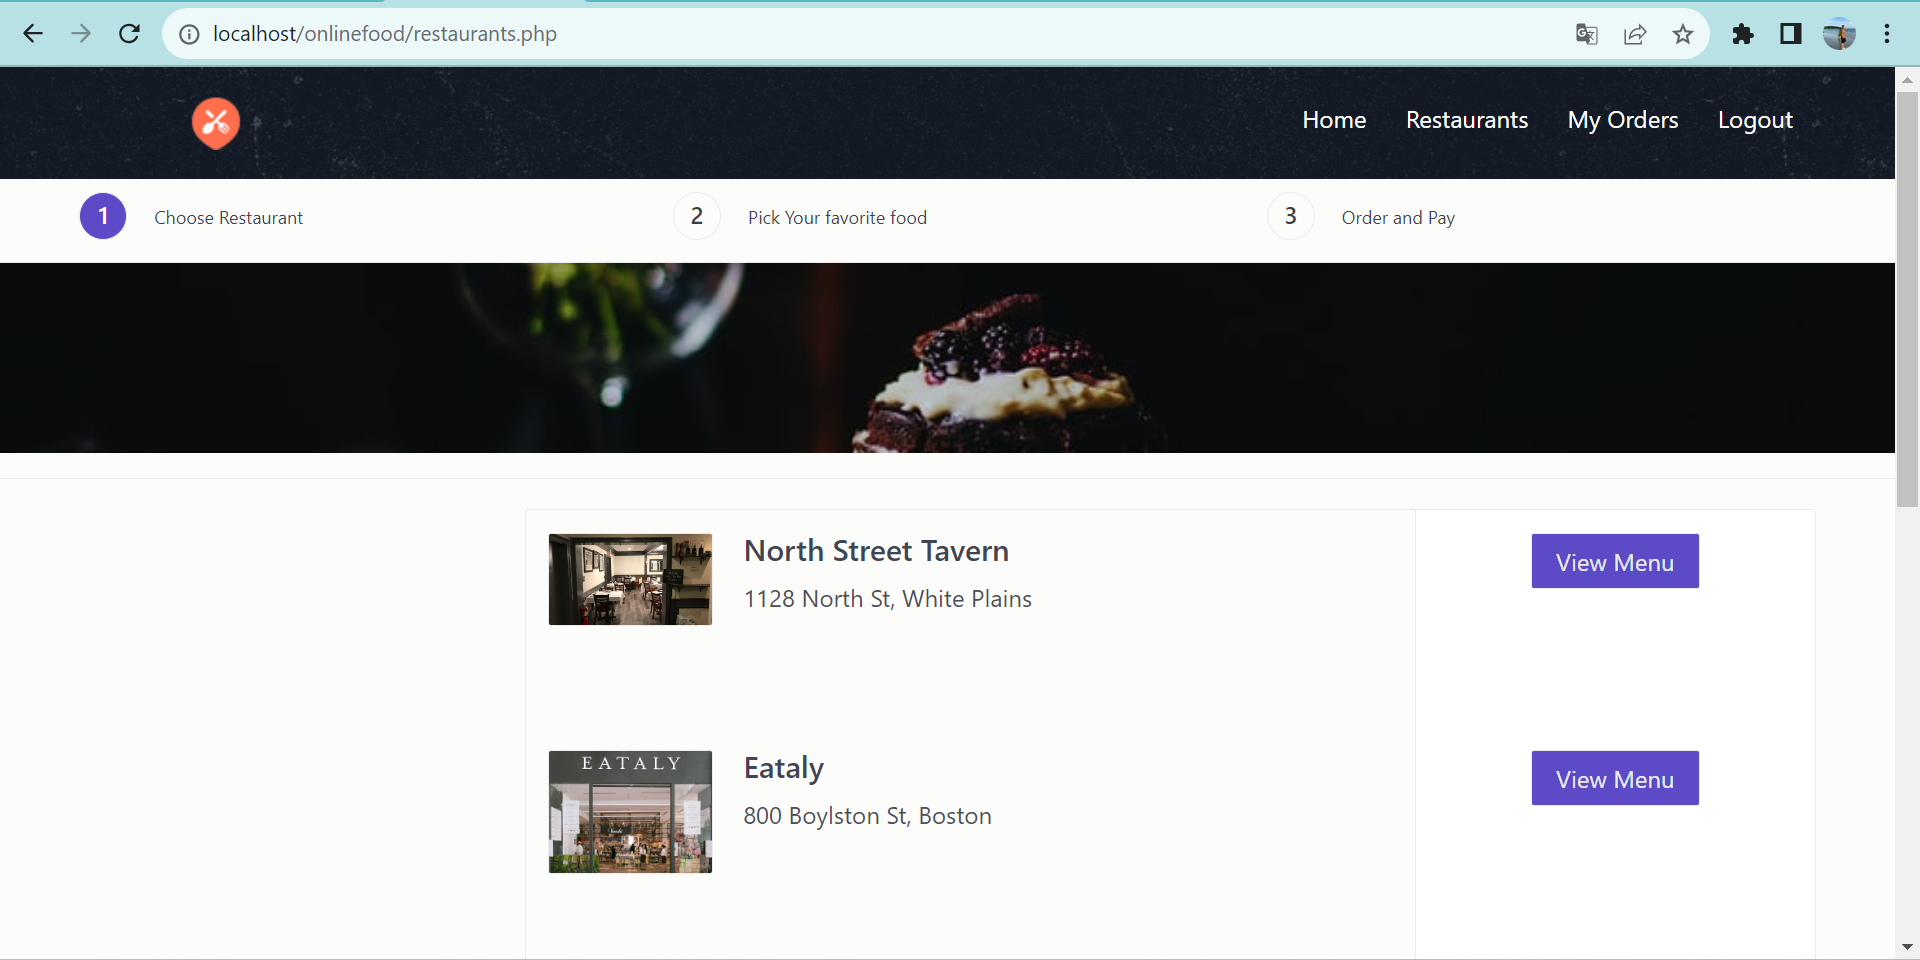 localhost/onlinefood/restaurants.php
Home Restaurants My Orders Logout
1 Choose Restaurant 2 Pick Your favorite food 3 Order and Pay
North Street Tavern
View Menu
1128 North St, White Plains
EATALY
Eataly
View Menu
800 Boylston St, Boston